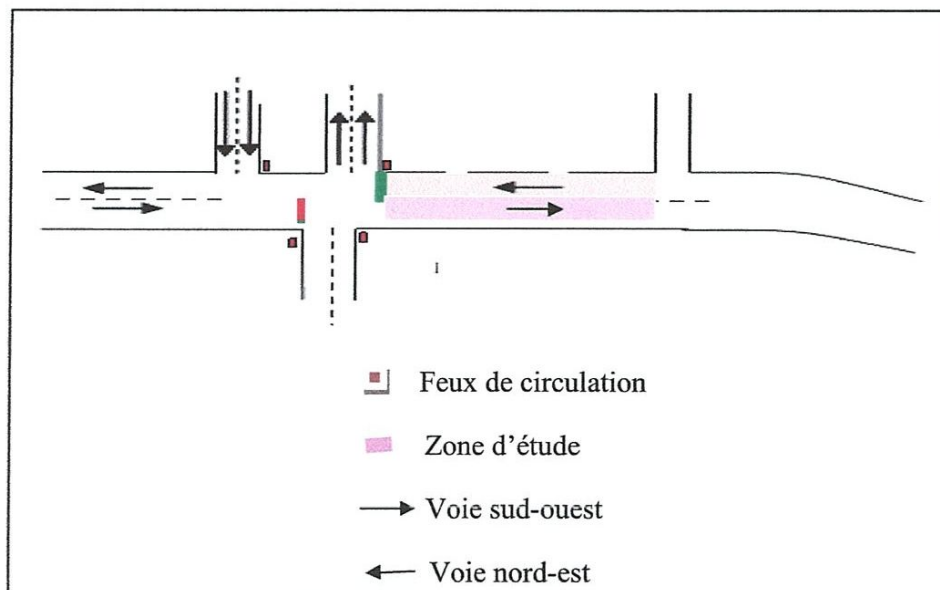 Feux de circulation
Zone d'étude
Voie sud-ouest
Voie nord-est